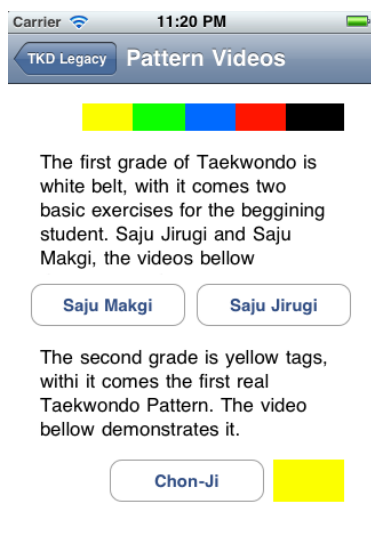 Carrier 11:20 PM
TKD Legacy Pattern Videos
The first grade of Taekwondo is
white belt, with it comes two
basic exercises for the beggining
student. Saju Jirugi and Saju
Makgi, the videos bellow
Saju Makgi Saju Jirugi
The second grade is yellow tags,
withi it comes the first real
Taekwondo Pattern. The video
bellow demonstrates it.
Chon-Ji